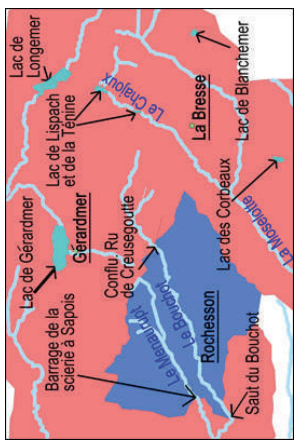 Lac de Gérardmer
Lac de
Longemer
Barrage de la
scierie à Sapois
Gérardmer
Lac de Lispach
et de la Ténine
Ru
de Creusegoutte
Le Chajoux
Le Menaurupt
Le Bouchot
Rochesson
La Bresse
Lac des Corbeaux
Lac de Blanchemer
Saut du Bouchot
La Moselotte